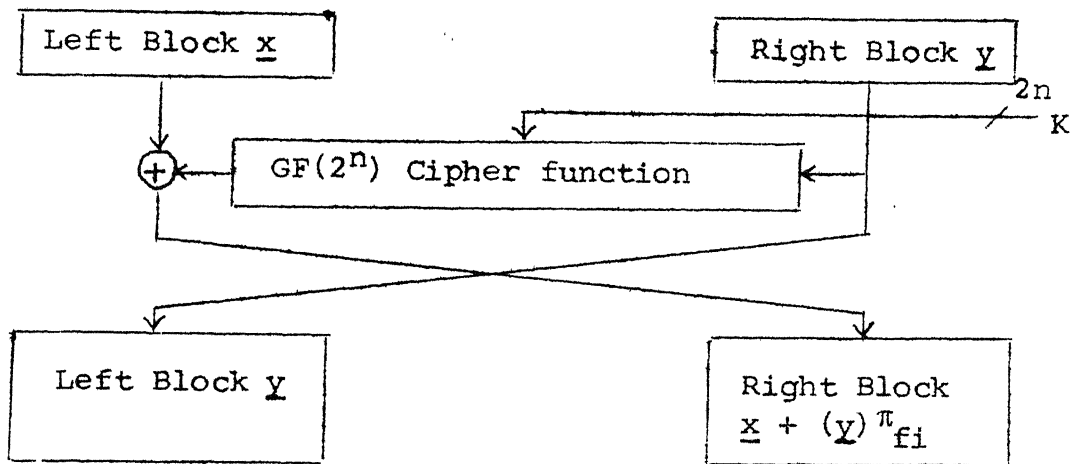 Left Block x
Right Block y
2n
K
+
GF(2^n) Cipher function
Left Block y
Right Block
x + (y)π_fi